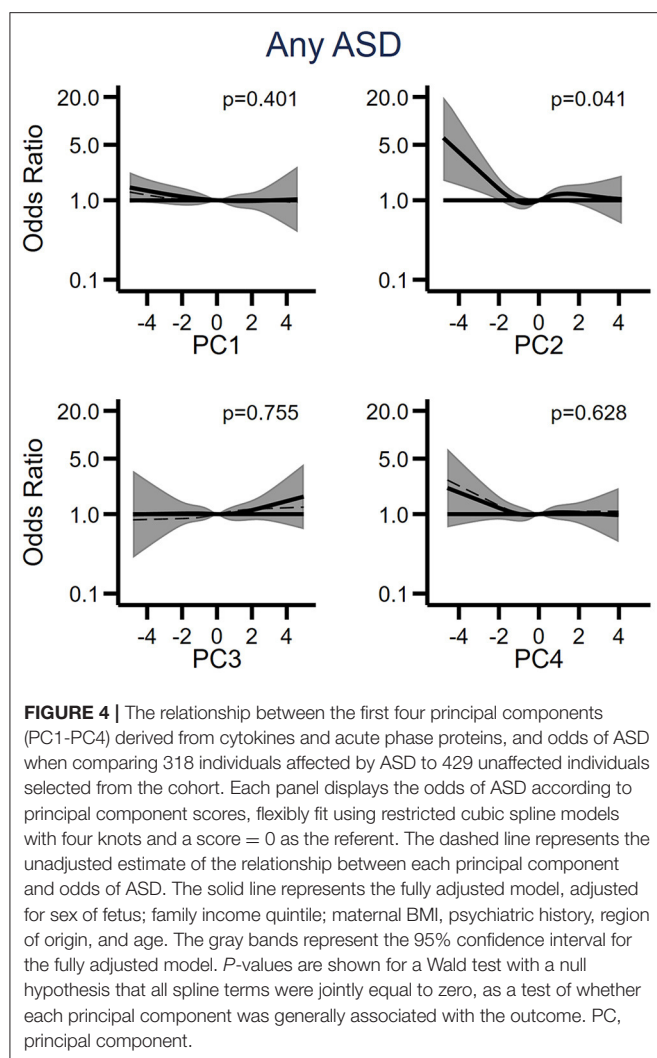 Any ASD
20.0
5.0
1.0
0.1
Odds Ratio
p=0.401
-4 -2 0 2 4
PC1
20.0
5.0
1.0
0.1
p=0.041
-4 -2 0 2 4
PC2
20.0
5.0
1.0
0.1
Odds Ratio
p=0.755
-4 -2 0 2 4
PC3
20.0
5.0
1.0
0.1
p=0.628
-4 -2 0 2 4
PC4
FIGURE 4 | The relationship between the first four principal components
(PC1-PC4) derived from cytokines and acute phase proteins, and odds of ASD
when comparing 318 individuals affected by ASD to 429 unaffected individuals
selected from the cohort. Each panel displays the odds of ASD according to
principal component scores, flexibly fit using restricted cubic spline models
with four knots and a score = 0 as the referent. The dashed line represents the
unadjusted estimate of the relationship between each principal component
and odds of ASD. The solid line represents the fully adjusted model, adjusted
for sex of fetus; family income quintile; maternal BMI, psychiatric history, region
of origin, and age. The gray bands represent the 95% confidence interval for
the fully adjusted model. P-values are shown for a Wald test with a null
hypothesis that all spline terms were jointly equal to zero, as a test of whether
each principal component was generally associated with the outcome. PC,
principal component.